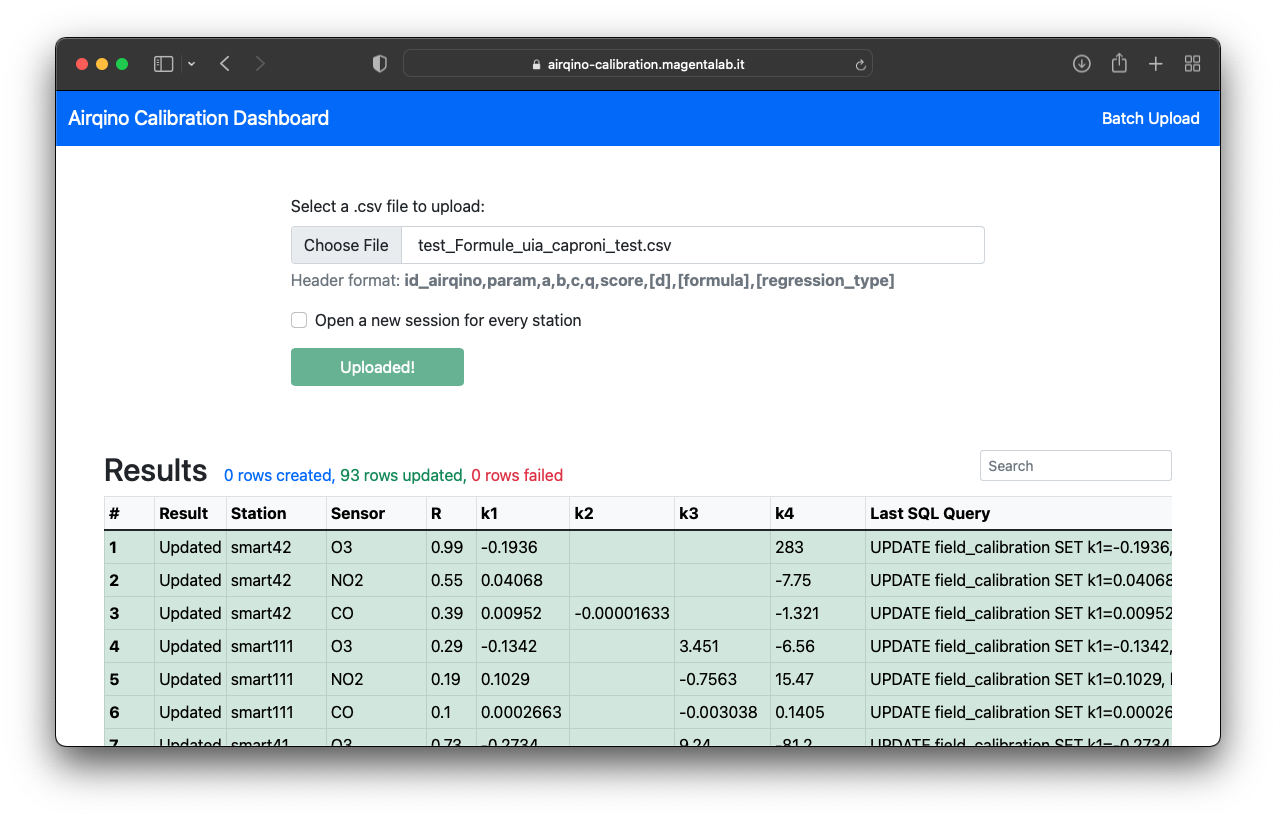 airqino-calibration.magentalab.it
Airqino Calibration Dashboard Batch Upload
Select a .csv file to upload:
Choose File test_Formule_uia_caproni_test.csv
Header format: id_airqino,param,a,b,c,q,score,[d],[formula],[regression_type]
Open a new session for every station
Uploaded!
Results 0 rows created, 93 rows updated, 0 rows failed Search
# Result Station Sensor R k1 k2 k3 k4 Last SQL Query
1 Updated smart42 O3 0.99 -0.1936 283 UPDATE field_calibration SET k1=-0.1936,
2 Updated smart42 NO2 0.55 0.04068 -7.75 UPDATE field_calibration SET k1=0.04068
3 Updated smart42 CO 0.39 0.00952 -0.00001633 -1.321 UPDATE field_calibration SET k1=0.00952
4 Updated smart111 O3 0.29 -0.1342 3.451 -6.56 UPDATE field_calibration SET k1=-0.1342,
5 Updated smart111 NO2 0.19 0.1029 -0.7563 15.47 UPDATE field_calibration SET k1=0.1029,
6 Updated smart111 CO 0.1 0.0002663 -0.003038 0.1405 UPDATE field_calibration SET k1=0.00026
7 Updated smart41 O3 0.73 -0.2734 9.24 -81.2 UPDATE field_calibration SET k1=-0.2734